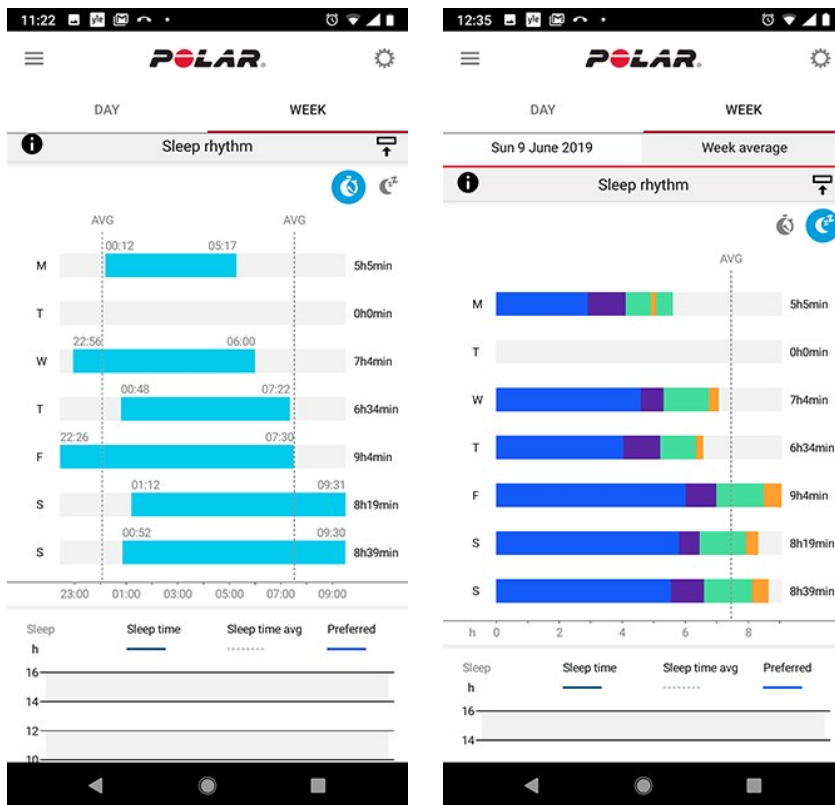 11:22 yle
POLAR.
DAY WEEK
i Sleep rhythm
z z
AVG AVG
00:12 05:17
M 5h5min
T 0h0min
22:56 06:00
W 7h4min
00:48 07:22
T 6h34min
22:26 07:30
F 9h4min
01:12 09:31
S 8h19min
00:52 09:30
S 8h39min
23:00 01:00 03:00 05:00 07:00 09:00
Sleep Sleep time Sleep time avg Preferred
h
16
14
12
10
12:35 yle
POLAR.
DAY WEEK
Sun 9 June 2019 Week average
i Sleep rhythm
z z
AVG
M 5h5min
T 0h0min
W 7h4min
T 6h34min
F 9h4min
S 8h19min
S 8h39min
h 0 2 4 6 8
Sleep Sleep time Sleep time avg Preferred
h
16
14